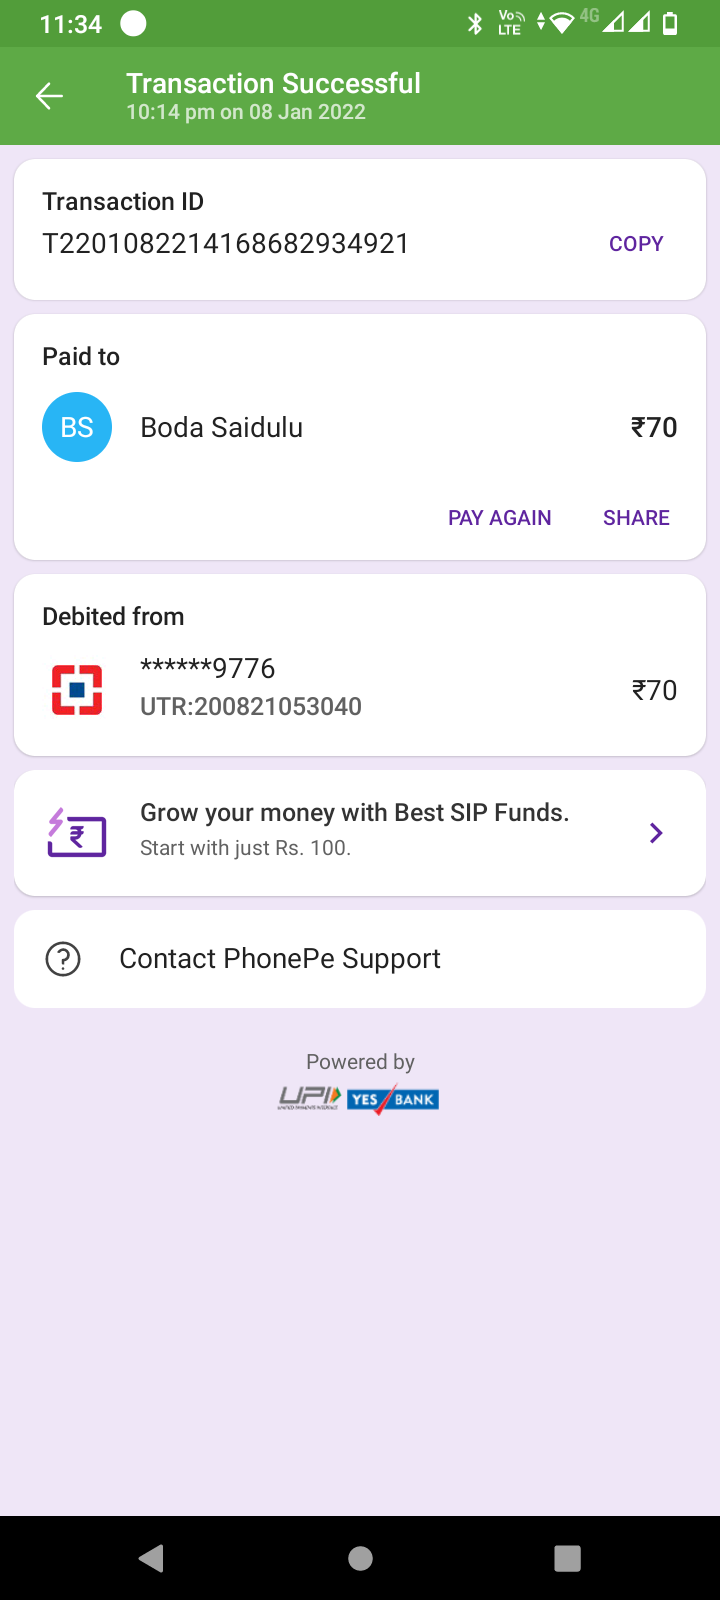 11:34
Vo LTE 4G
Transaction Successful
10:14 pm on 08 Jan 2022
Transaction ID
T2201082214168682934921
COPY
Paid to
BS
Boda Saidulu
₹70
PAY AGAIN
SHARE
Debited from
******9776
UTR:200821053040
₹70
₹
Grow your money with Best SIP Funds.
Start with just Rs. 100.
Contact PhonePe Support
Powered by
UPI YES BANK
UNIFIED PAYMENTS INTERFACE